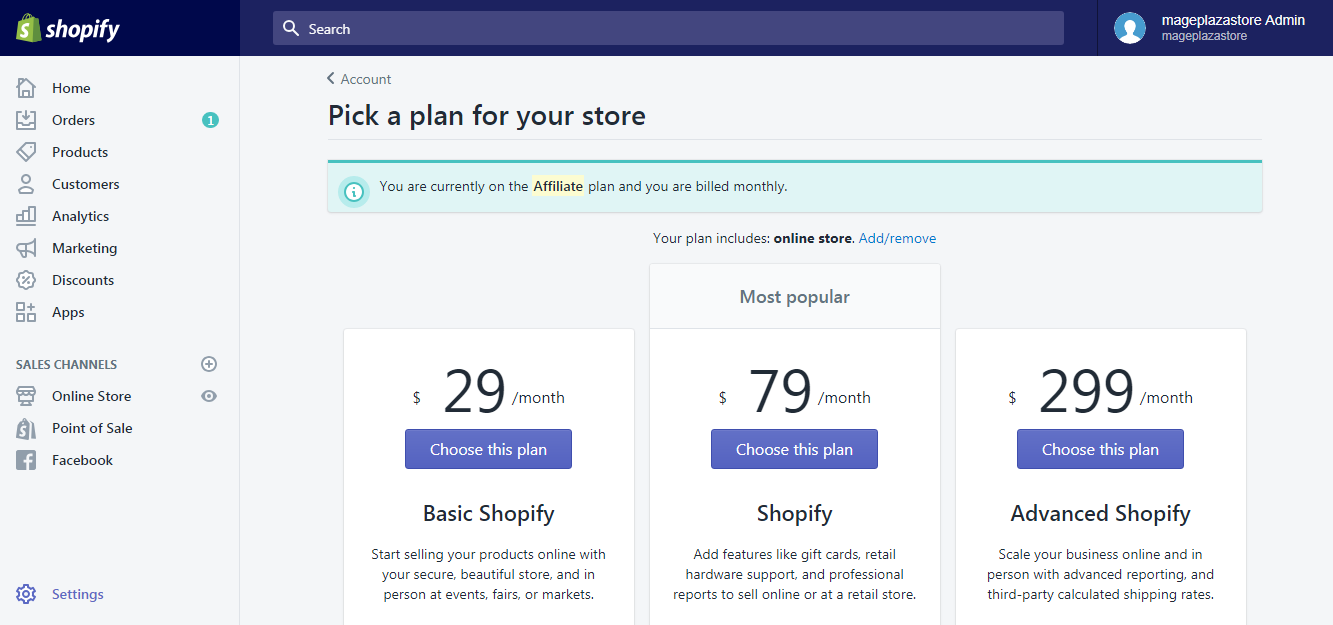 shopify
Search
mageplazastore Admin
mageplazastore
Home
Orders
1
Products
Customers
Analytics
Marketing
Discounts
Apps
SALES CHANNELS
Online Store
Point of Sale
Facebook
Settings
Account
Pick a plan for your store
You are currently on the Affiliate plan and you are billed monthly.
Your plan includes: online store. Add/remove
$ 29 /month
Choose this plan
Basic Shopify
Start selling your products online with
your secure, beautiful store, and in
person at events, fairs, or markets.
Most popular
$ 79 /month
Choose this plan
Shopify
Add features like gift cards, retail
hardware support, and professional
reports to sell online or at a retail store.
$ 299 /month
Choose this plan
Advanced Shopify
Scale your business online and in
person with advanced reporting, and
third-party calculated shipping rates.